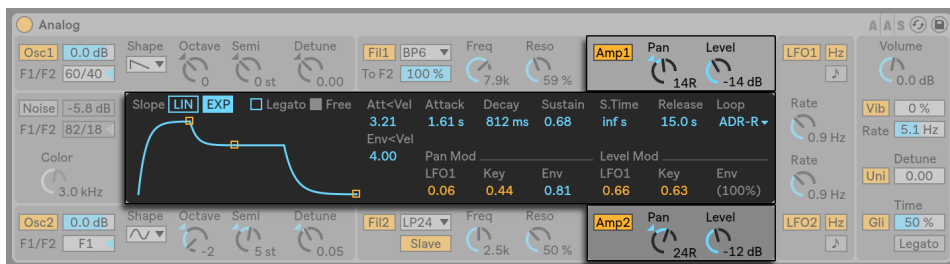 Analog
A A S
Osc1 0.0 dB Shape Octave Semi Detune Fil1 BP6 Freq Reso Amp1 Pan Level LFO1 Hz Volume
F1/F2 60/40 0 0 st 0.00 To F2 100 % 7.9k 59 % 14R -14 dB 0.0 dB
Noise -5.8 dB
F1/F2 82/18
Color
3.0 kHz
Slope LIN EXP Legato Free Att<Vel Attack Decay Sustain S.Time Release Loop
3.21 1.61 s 812 ms 0.68 inf s 15.0 s ADR-R
Env<Vel
4.00 Pan Mod Level Mod
LFO1 Key Env LFO1 Key Env
0.06 0.44 0.81 0.66 0.63 (100%)
Rate
0.9 Hz
Rate
0.9 Hz
Vib 0 %
Rate 5.1 Hz
Detune
Uni 0.00
Osc2 0.0 dB Shape Octave Semi Detune Fil2 LP24 Freq Reso Amp2 Pan Level LFO2 Hz Time
Gli 50 %
F1/F2 F1 -2 5 st 0.05 Slave 2.5k 50 % 24R -12 dB Legato